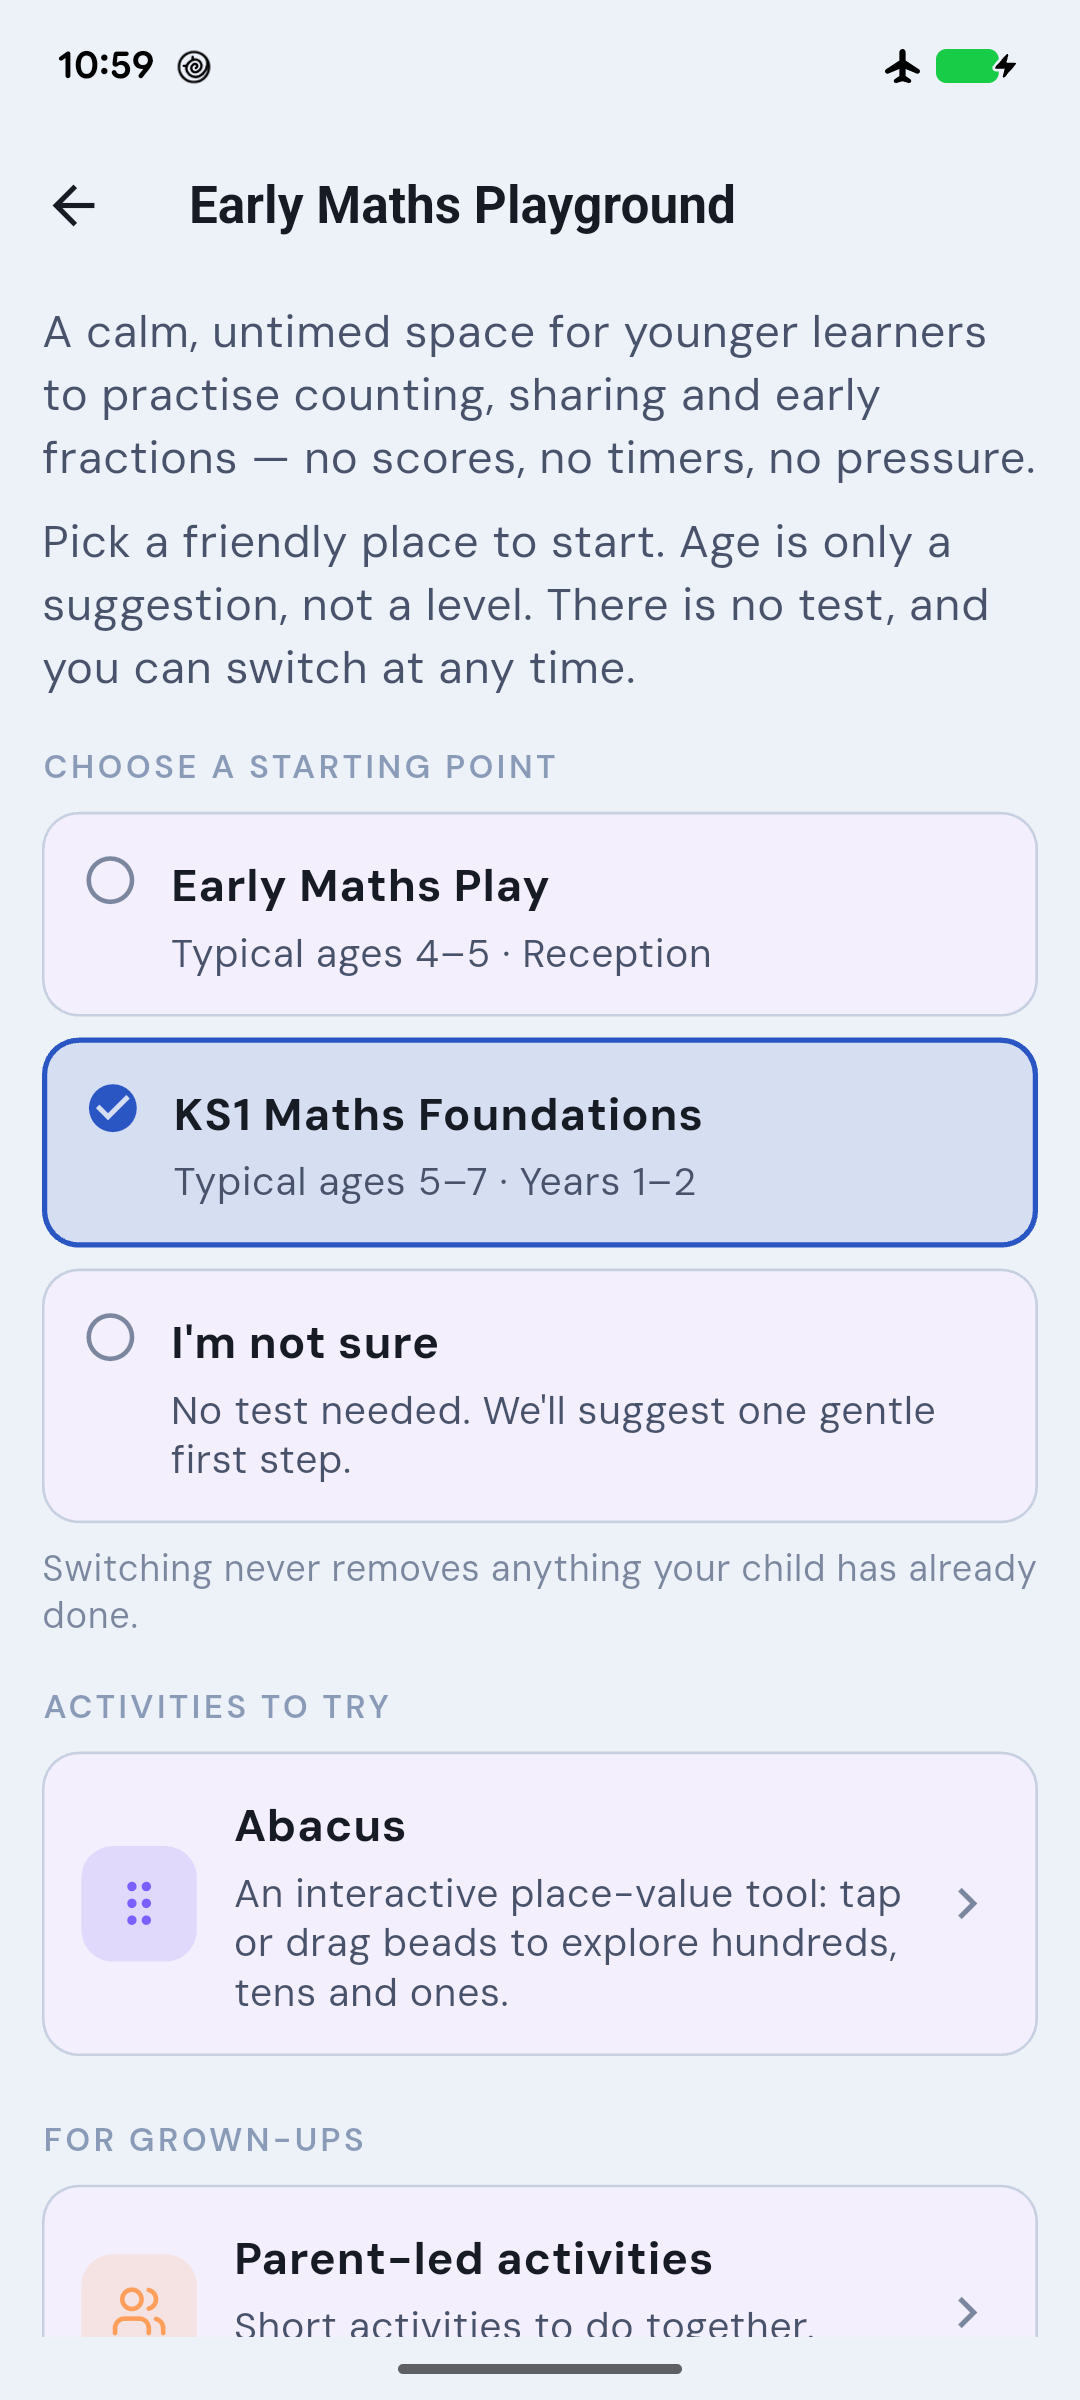 10:59
Early Maths Playground
A calm, untimed space for younger learners
to practise counting, sharing and early
fractions — no scores, no timers, no pressure.
Pick a friendly place to start. Age is only a
suggestion, not a level. There is no test, and
you can switch at any time.
CHOOSE A STARTING POINT
Early Maths Play
Typical ages 4–5 · Reception
KS1 Maths Foundations
Typical ages 5–7 · Years 1–2
I'm not sure
No test needed. We'll suggest one gentle
first step.
Switching never removes anything your child has already
done.
ACTIVITIES TO TRY
Abacus
An interactive place-value tool: tap
or drag beads to explore hundreds,
tens and ones.
FOR GROWN-UPS
Parent-led activities
Short activities to do together.